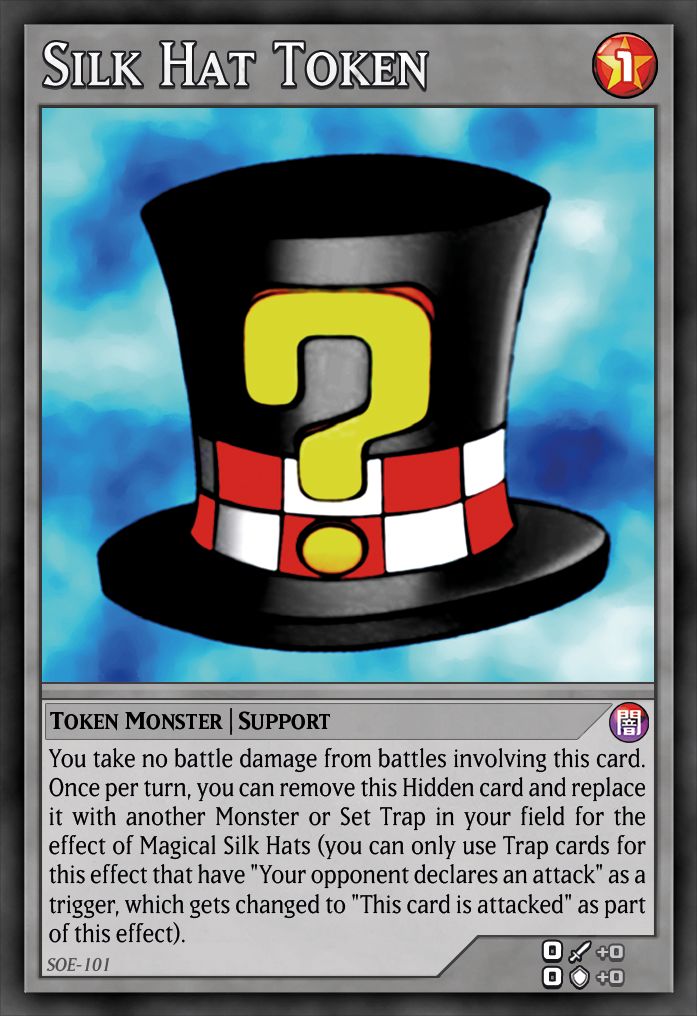 Silk Hat Token
1
?
Token Monster | Support
闇
You take no battle damage from battles involving this card.
Once per turn, you can remove this Hidden card and replace
it with another Monster or Set Trap in your field for the
effect of Magical Silk Hats (you can only use Trap cards for
this effect that have "Your opponent declares an attack" as a
trigger, which gets changed to "This card is attacked" as part
of this effect).
SOE-101
0 +0
0 +0